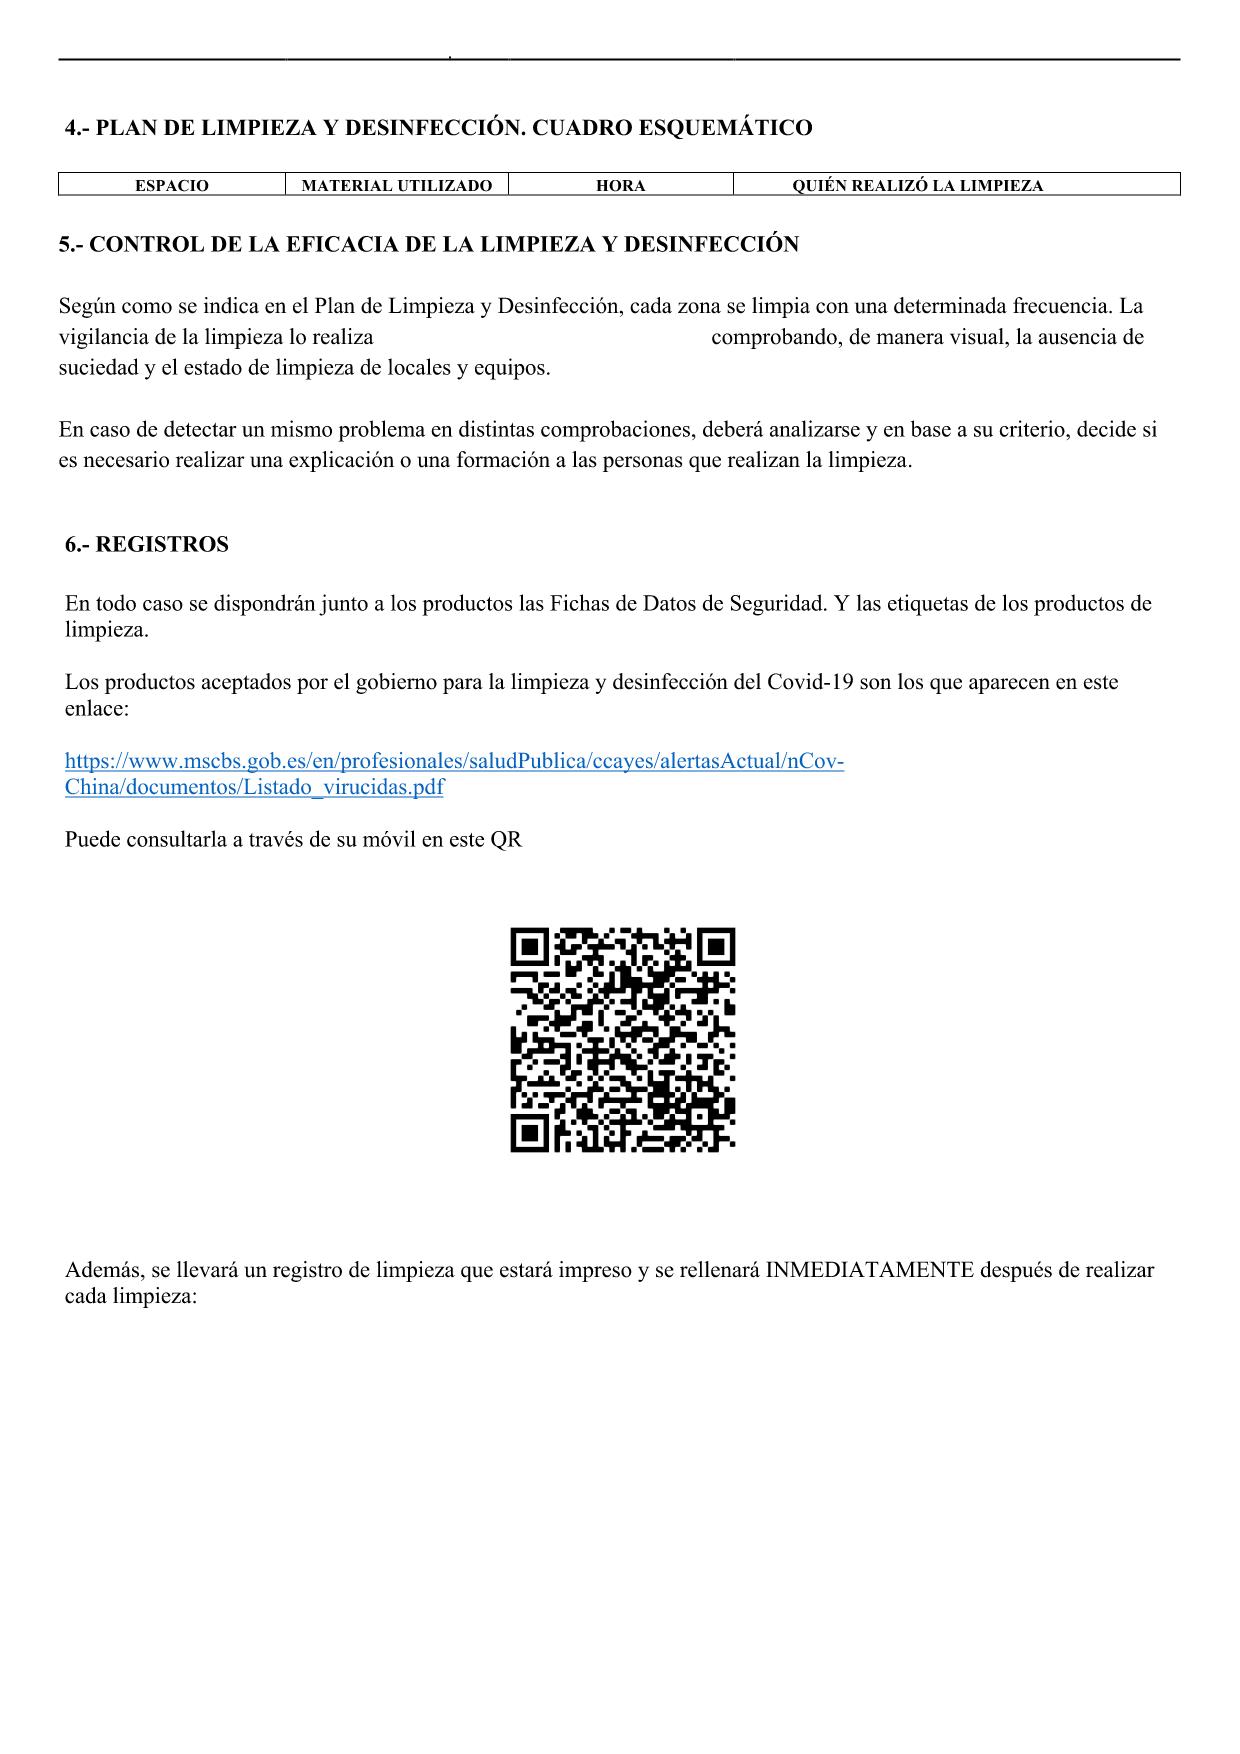 4.- PLAN DE LIMPIEZA Y DESINFECCIÓN. CUADRO ESQUEMÁTICO
ESPACIO MATERIAL UTILIZADO HORA QUIÉN REALIZÓ LA LIMPIEZA
5.- CONTROL DE LA EFICACIA DE LA LIMPIEZA Y DESINFECCIÓN
Según como se indica en el Plan de Limpieza y Desinfección, cada zona se limpia con una determinada frecuencia. La
vigilancia de la limpieza lo realiza comprobando, de manera visual, la ausencia de
suciedad y el estado de limpieza de locales y equipos.
En caso de detectar un mismo problema en distintas comprobaciones, deberá analizarse y en base a su criterio, decide si
es necesario realizar una explicación o una formación a las personas que realizan la limpieza.
6.- REGISTROS
En todo caso se dispondrán junto a los productos las Fichas de Datos de Seguridad. Y las etiquetas de los productos de
limpieza.
Los productos aceptados por el gobierno para la limpieza y desinfección del Covid-19 son los que aparecen en este
enlace:
https://www.mscbs.gob.es/en/profesionales/saludPublica/ccayes/alertasActual/nCov-
China/documentos/Listado_virucidas.pdf
Puede consultarla a través de su móvil en este QR
Además, se llevará un registro de limpieza que estará impreso y se rellenará INMEDIATAMENTE después de realizar
cada limpieza: